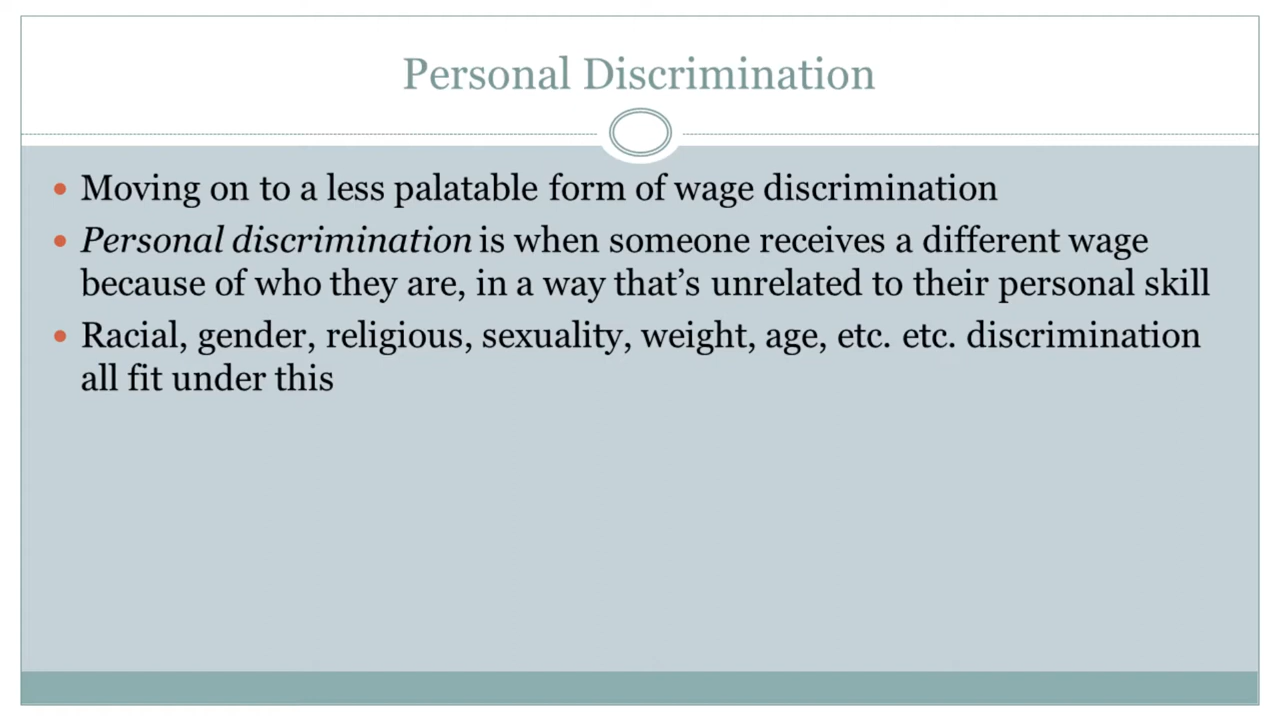 Personal Discrimination
• Moving on to a less palatable form of wage discrimination
• Personal discrimination is when someone receives a different wage
because of who they are, in a way that’s unrelated to their personal skill
• Racial, gender, religious, sexuality, weight, age, etc. etc. discrimination
all fit under this